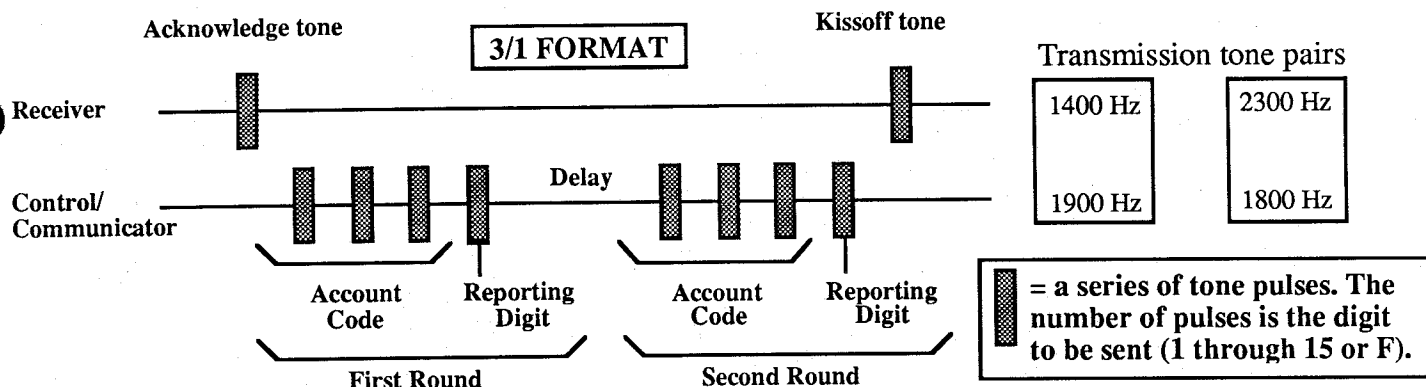 Acknowledge tone
3/1 FORMAT
Kissoff tone
Receiver
Control/
Communicator
Delay
Account
Code
Reporting
Digit
Account
Code
Reporting
Digit
First Round
Second Round
Transmission tone pairs
1400 Hz
1900 Hz
2300 Hz
1800 Hz
= a series of tone pulses. The
number of pulses is the digit
to be sent (1 through 15 or F).